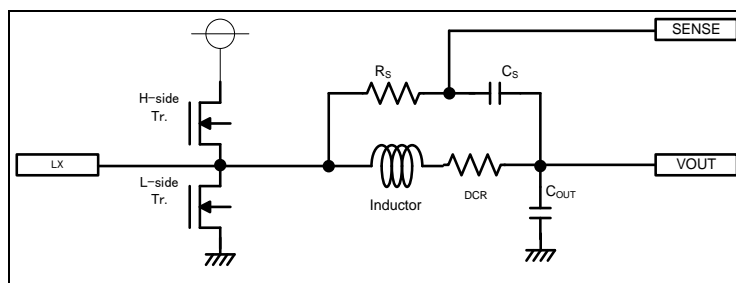 SENSE
RS
CS
H-side
Tr.
LX
VOUT
L-side
Tr.
Inductor
DCR
COUT